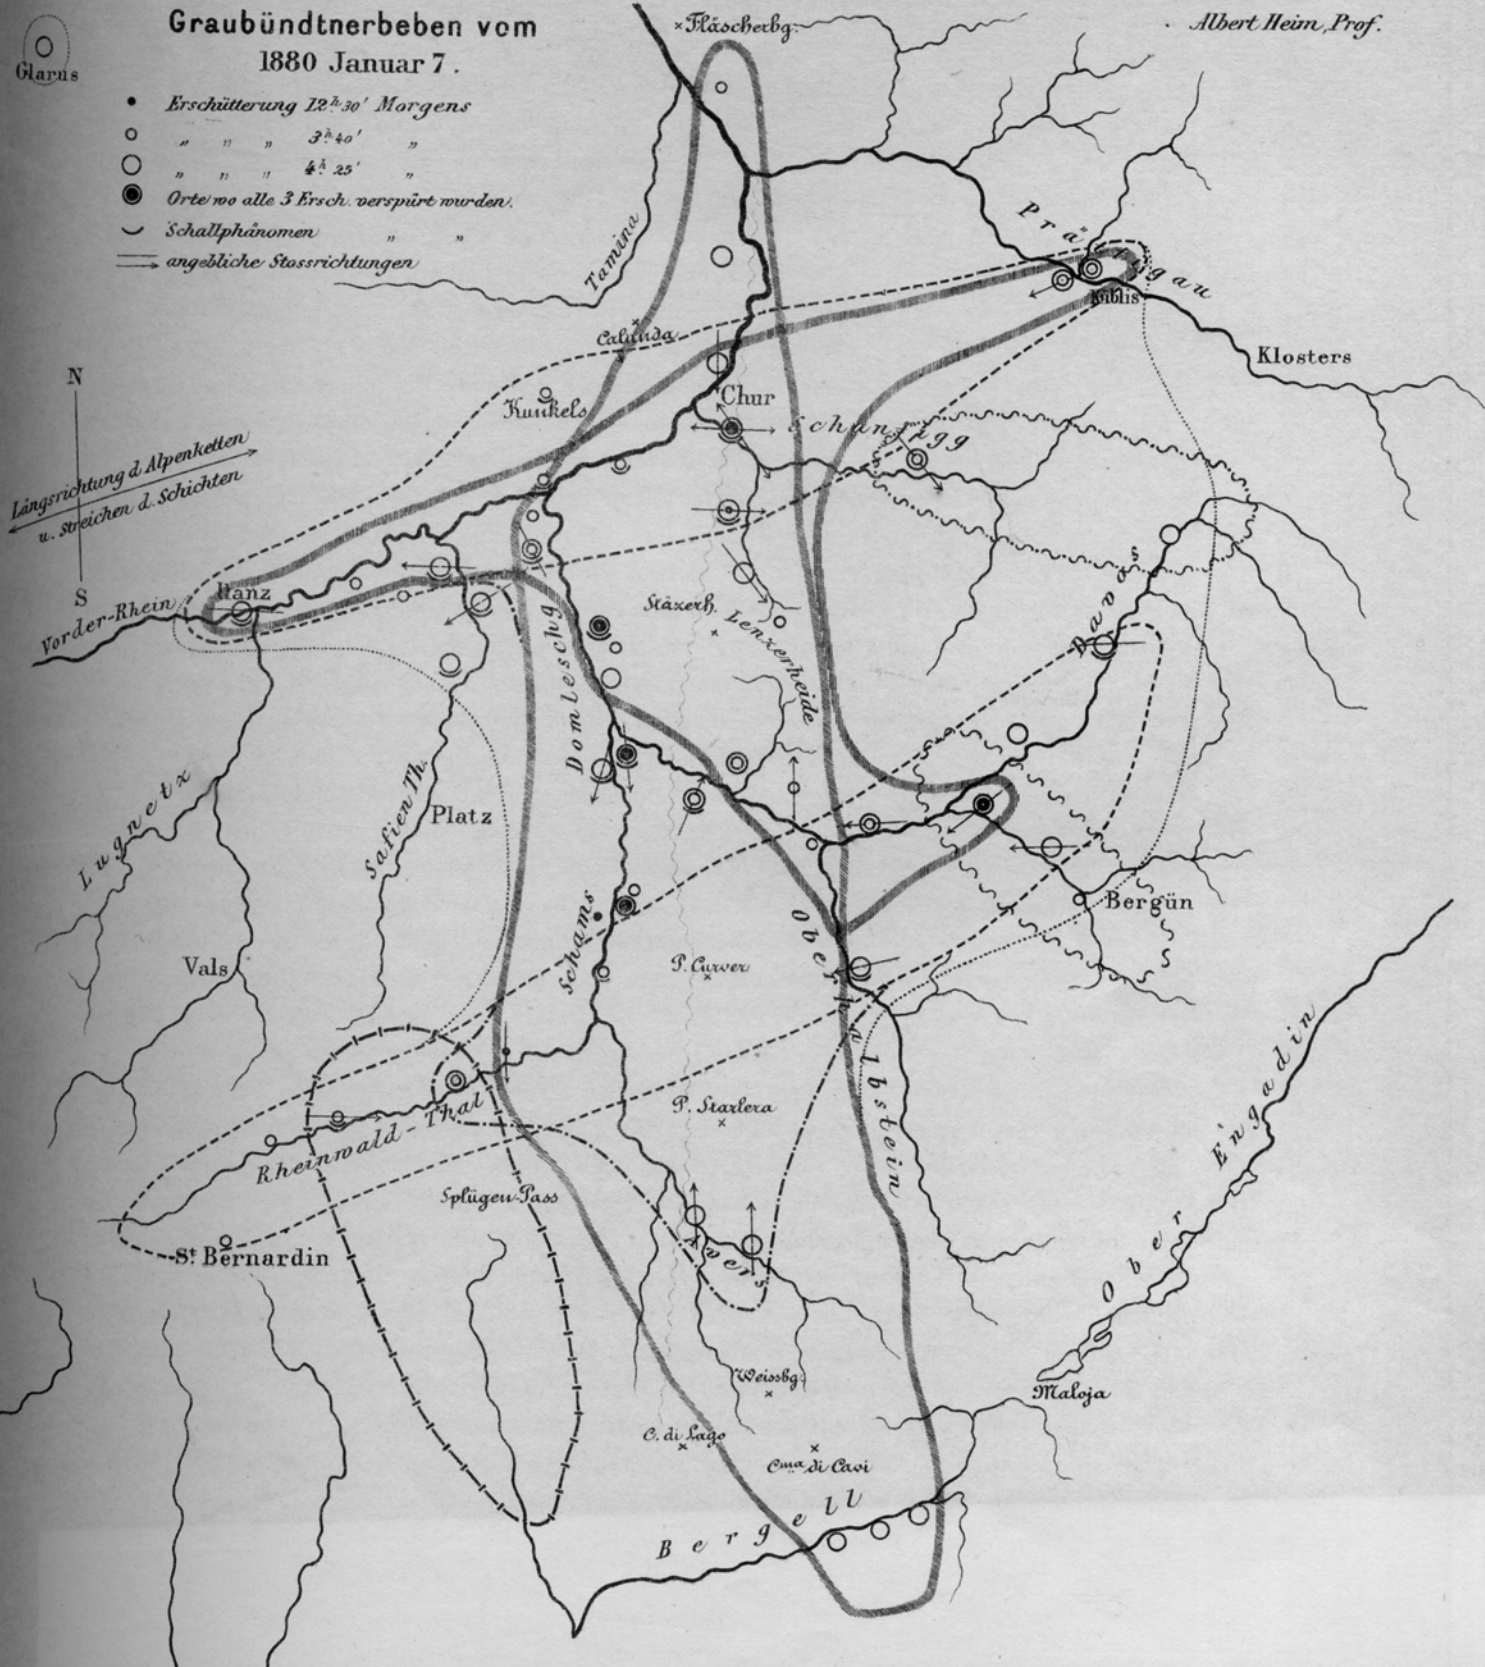 Graubündtnerbeben vom
1880 Januar 7.
Albert Heim, Prof.
Glarus
Erschütterung 12h 30' Morgens
„ „ „ 3h 40' „
„ „ „ 4h 25' „
Orte wo alle 3 Ersch. verspürt wurden.
Schallphänomen „ „
angebliche Stossrichtungen
Fläscherbg.
Tamina
Prättigau
Küblis
Klosters
Calanda
Kunkels
Chur
Schanfigg
N
Längsrichtung d. Alpenketten
u. Streichen d. Schichten
S
Vorder-Rhein
Ilanz
Stäzerh.
Lenzerheide
Davos
Domleschg
Lugnetz
Safien Th.
Platz
Vals
Schams
Bergün
Oberhalbstein
P. Curver
P. Starlera
Rheinwald-Thal
Splügen-Pass
St. Bernardin
Avers
Weissbg.
C. di Lago
Cma di Cavi
Ober Engadin
Maloja
Bergell